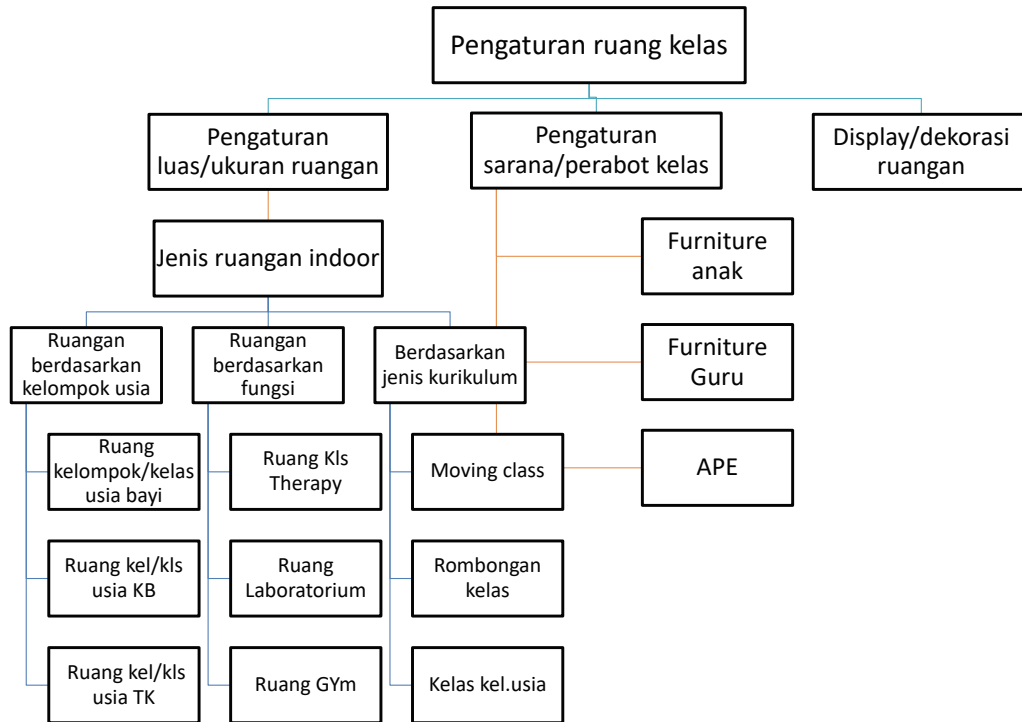 Pengaturan ruang kelas
Pengaturan
luas/ukuran ruangan
Pengaturan
sarana/perabot kelas
Display/dekorasi
ruangan
Jenis ruangan indoor
Furniture
anak
Ruangan
berdasarkan
kelompok usia
Ruangan
berdasarkan
fungsi
Berdasarkan
jenis kurikulum
Furniture
Guru
Ruang
kelompok/kelas
usia bayi
Ruang Kls
Therapy
Moving class
APE
Ruang kel/kls
usia KB
Ruang
Laboratorium
Rombongan
kelas
Ruang kel/kls
usia TK
Ruang GYm
Kelas kel.usia